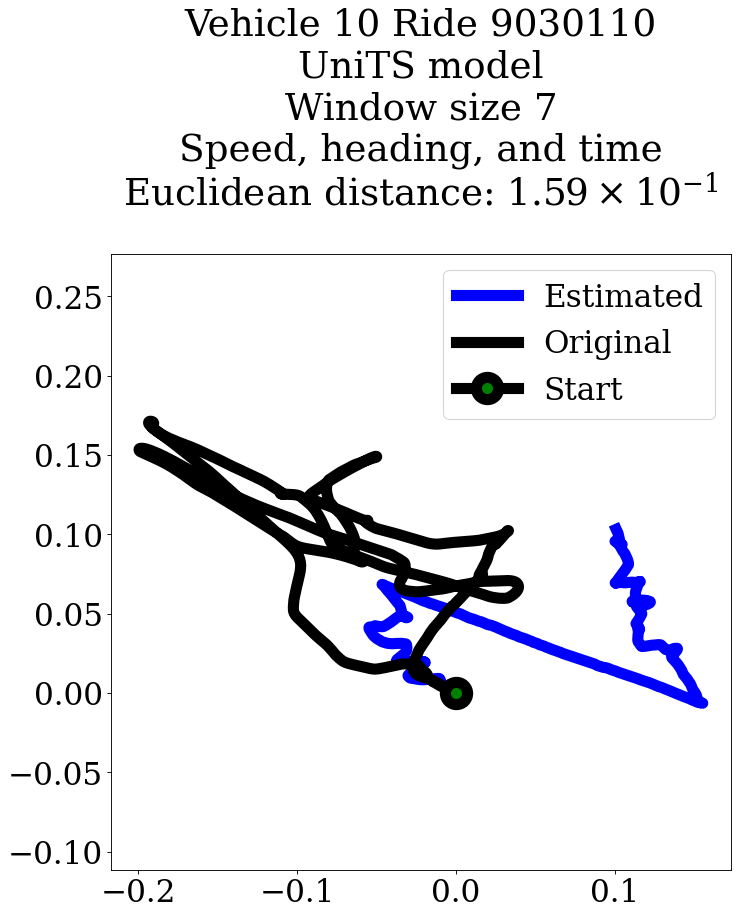 Vehicle 10 Ride 9030110
UniTS model
Window size 7
Speed, heading, and time
Euclidean distance: 1.59 × 10⁻¹
Estimated
Original
Start
0.25
0.20
0.15
0.10
0.05
0.00
−0.05
−0.10
−0.2
−0.1
0.0
0.1